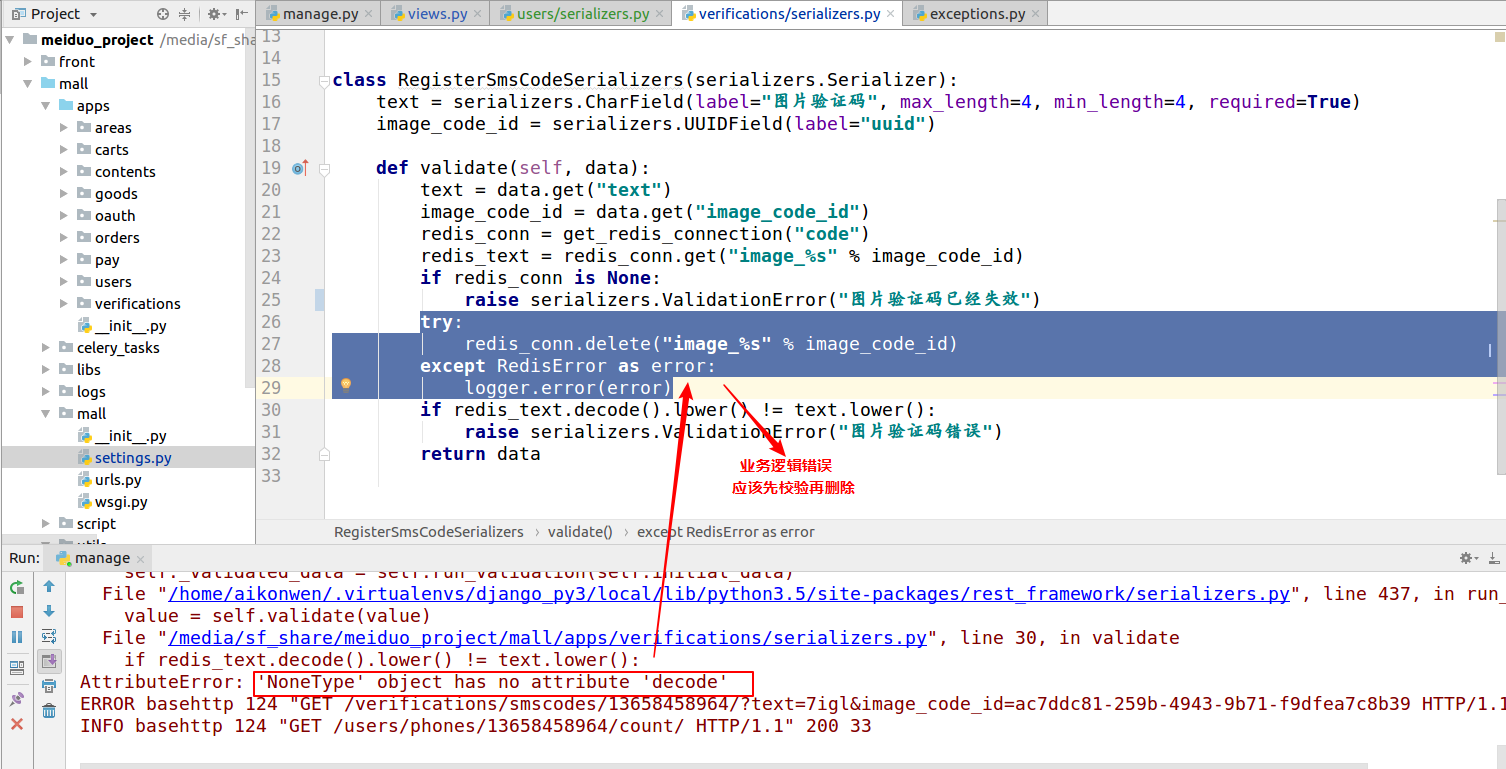 Project
manage.py
views.py
users/serializers.py
verifications/serializers.py
exceptions.py
meiduo_project /media/sf_sha
front
mall
apps
areas
carts
contents
goods
oauth
orders
pay
users
verifications
__init__.py
celery_tasks
libs
logs
mall
__init__.py
settings.py
urls.py
wsgi.py
script
13
14
15 class RegisterSmsCodeSerializers(serializers.Serializer):
16 text = serializers.CharField(label="图片验证码", max_length=4, min_length=4, required=True)
17 image_code_id = serializers.UUIDField(label="uuid")
18
19 def validate(self, data):
20 text = data.get("text")
21 image_code_id = data.get("image_code_id")
22 redis_conn = get_redis_connection("code")
23 redis_text = redis_conn.get("image_%s" % image_code_id)
24 if redis_conn is None:
25 raise serializers.ValidationError("图片验证码已经失效")
26 try:
27 redis_conn.delete("image_%s" % image_code_id)
28 except RedisError as error:
29 logger.error(error)
30 if redis_text.decode().lower() != text.lower():
31 raise serializers.ValidationError("图片验证码错误")
32 return data
33
业务逻辑错误
应该先校验再删除
RegisterSmsCodeSerializers › validate() › except RedisError as error
Run: manage
self._validated_data = self.run_validation(self.initial_data)
File "/home/aikonwen/.virtualenvs/django_py3/local/lib/python3.5/site-packages/rest_framework/serializers.py", line 437, in run_
value = self.validate(value)
File "/media/sf_share/meiduo_project/mall/apps/verifications/serializers.py", line 30, in validate
if redis_text.decode().lower() != text.lower():
AttributeError: 'NoneType' object has no attribute 'decode'
ERROR basehttp 124 "GET /verifications/smscodes/13658458964/?text=7igl&image_code_id=ac7ddc81-259b-4943-9b71-f9dfea7c8b39 HTTP/1.1
INFO basehttp 124 "GET /users/phones/13658458964/count/ HTTP/1.1" 200 33